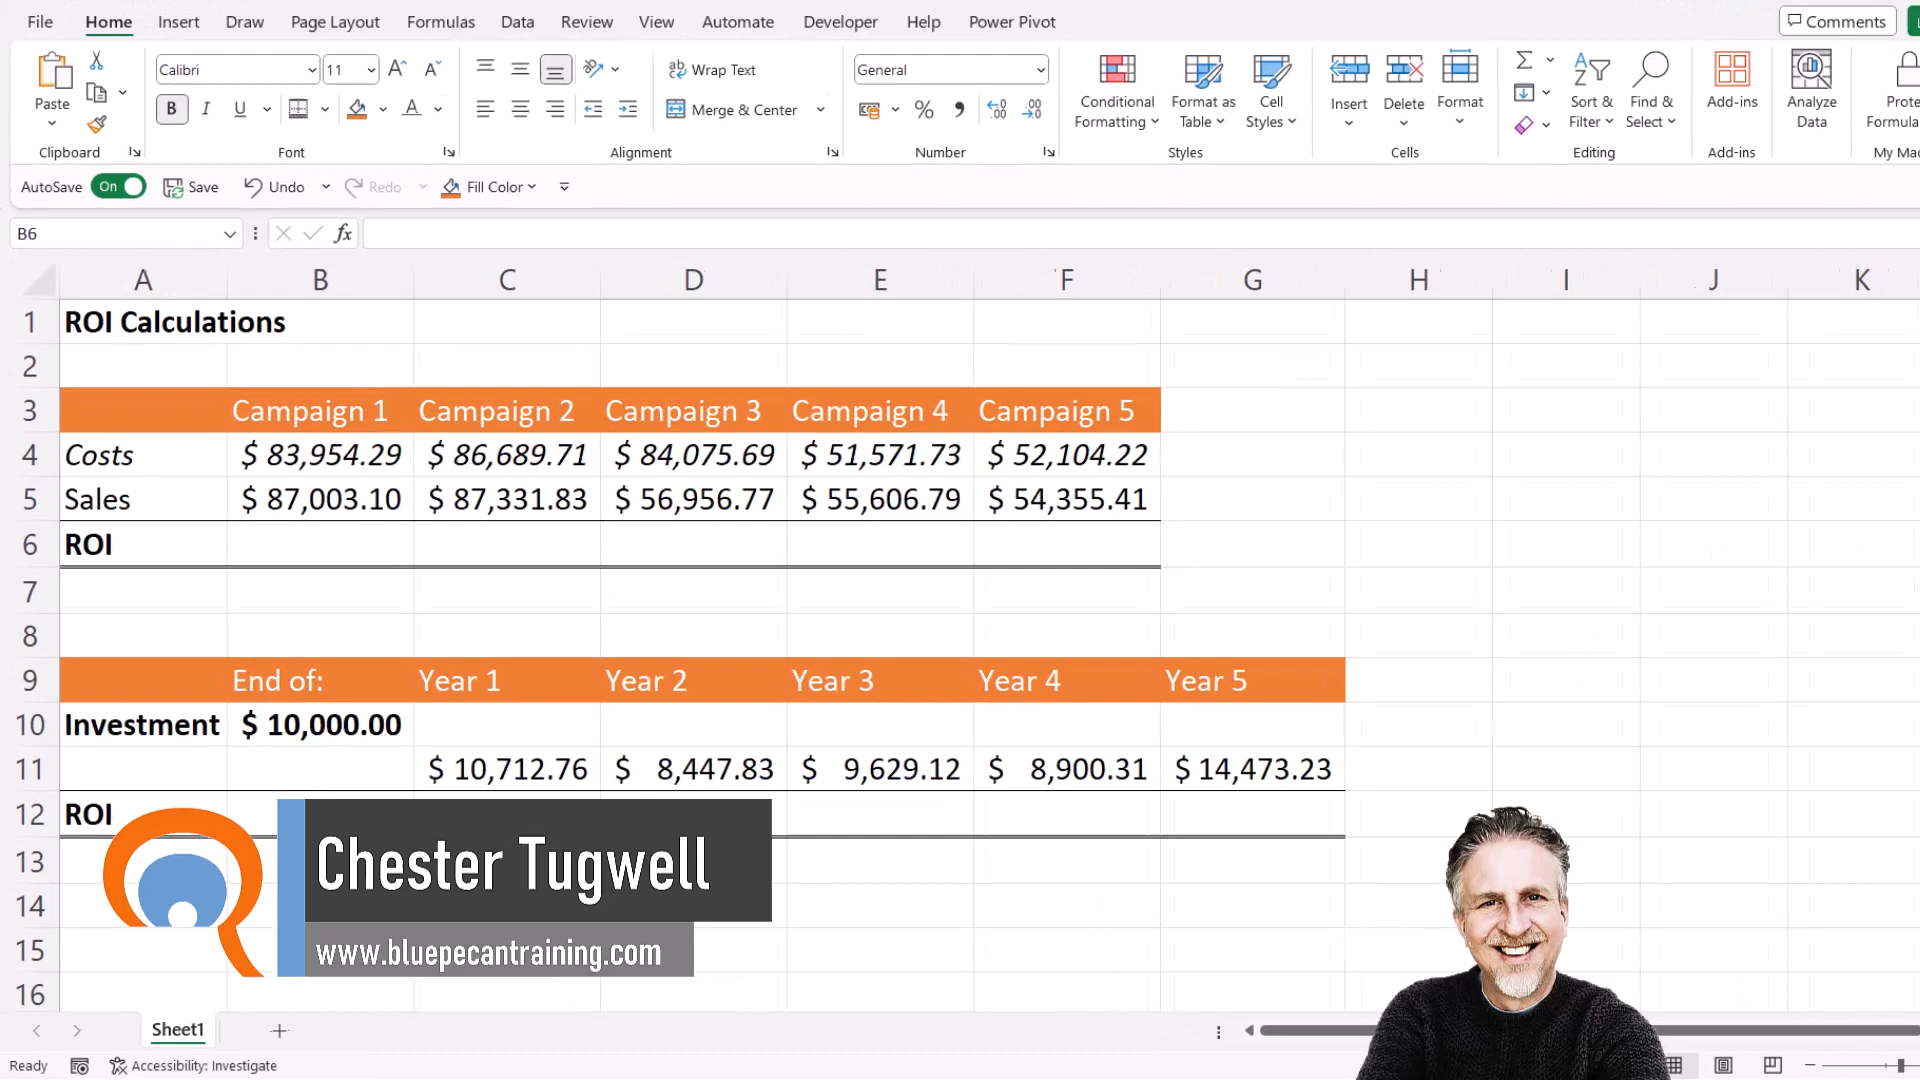 File Home Insert Draw Page Layout Formulas Data Review View Automate Developer Help Power Pivot Comments
Calibri 11 Wrap Text General
Paste B I U A Merge & Center % Conditional Formatting Format as Table Cell Styles Insert Delete Format Sort & Filter Find & Select Add-ins Analyze Data
Clipboard Font Alignment Number Styles Cells Editing Add-ins
AutoSave On Save Undo Redo Fill Color
B6 fx
A B C D E F G H I J K
1 ROI Calculations
2
3 Campaign 1 Campaign 2 Campaign 3 Campaign 4 Campaign 5
4 Costs $ 83,954.29 $ 86,689.71 $ 84,075.69 $ 51,571.73 $ 52,104.22
5 Sales $ 87,003.10 $ 87,331.83 $ 56,956.77 $ 55,606.79 $ 54,355.41
6 ROI
7
8
9 End of: Year 1 Year 2 Year 3 Year 4 Year 5
10 Investment $ 10,000.00
11 $ 10,712.76 $ 8,447.83 $ 9,629.12 $ 8,900.31 $ 14,473.23
12 ROI
13
14
15
16
Chester Tugwell
www.bluepecantraining.com
Sheet1
Ready Accessibility: Investigate